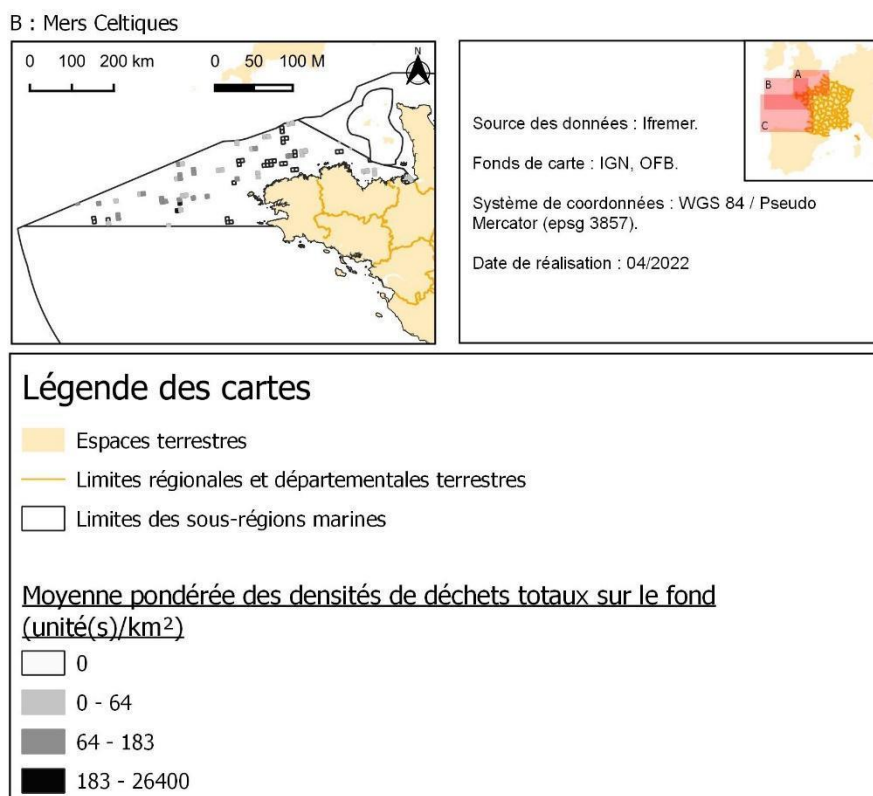 B : Mers Celtiques
0 100 200 km
0 50 100 M
N
A
B
C
Source des données : Ifremer.
Fonds de carte : IGN, OFB.
Système de coordonnées : WGS 84 / Pseudo
Mercator (epsg 3857).
Date de réalisation : 04/2022
Légende des cartes
Espaces terrestres
Limites régionales et départementales terrestres
Limites des sous-régions marines
Moyenne pondérée des densités de déchets totaux sur le fond
(unité(s)/km²)
0
0 - 64
64 - 183
183 - 26400